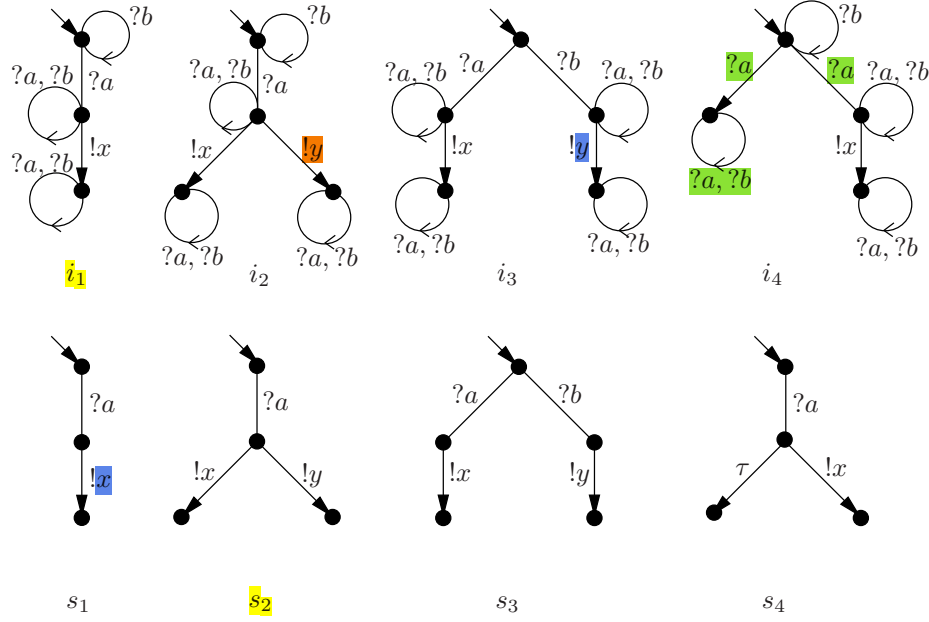 ?b ?b ?b
?a, ?b ?a ?a, ?b ?a ?a ?b ?a ?a
?a, ?b ?a, ?b ?a, ?b
!x !x !y !x !y !x
?a, ?b
?a, ?b ?a, ?b ?a, ?b ?a, ?b ?a, ?b ?a, ?b
i1 i2 i3 i4
?a ?a ?a ?b ?a
!x !x !y !x !y τ !x
s1 s2 s3 s4